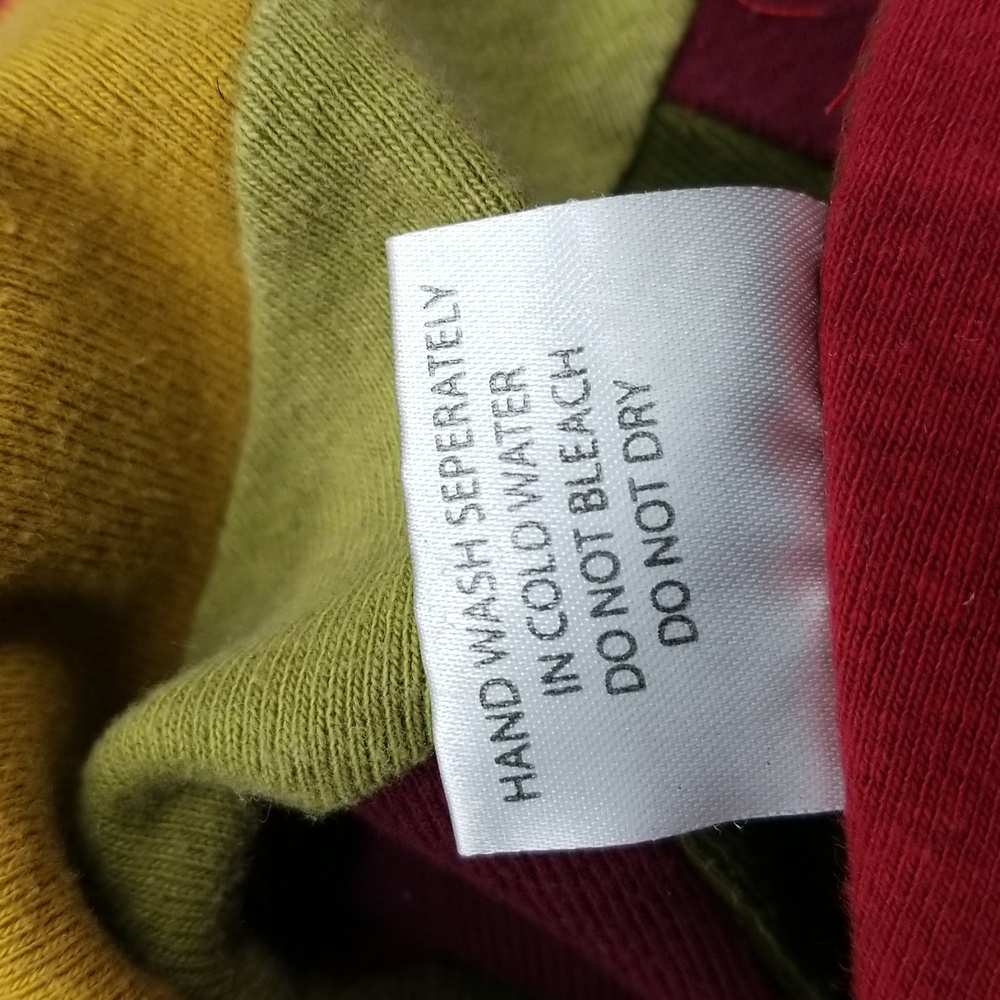 HAND WASH SEPERATELY
IN COLD WATER
DO NOT BLEACH
DO NOT DRY